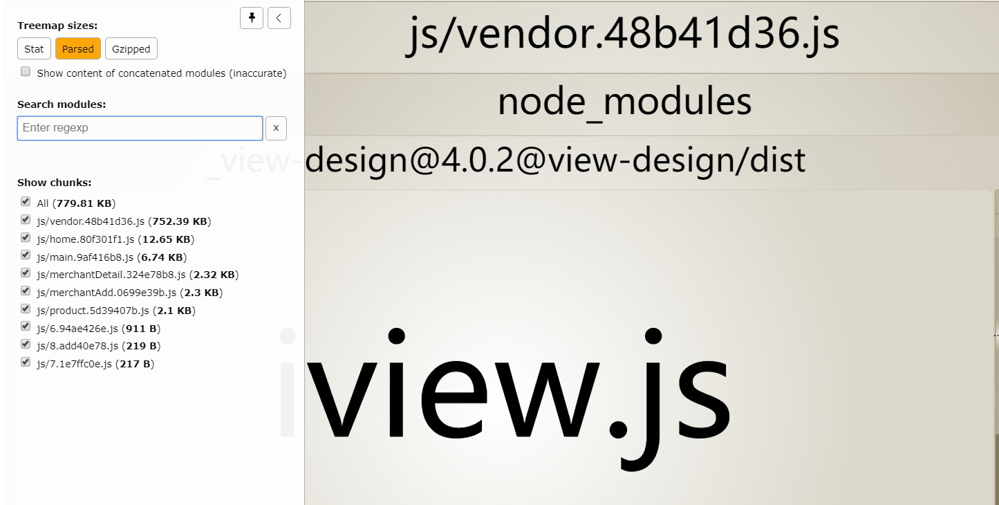 Treemap sizes:
Stat Parsed Gzipped
Show content of concatenated modules (inaccurate)
Search modules:
Enter regexp x
Show chunks:
All (779.81 KB)
js/vendor.48b41d36.js (752.39 KB)
js/home.80f301f1.js (12.65 KB)
js/main.9af416b8.js (6.74 KB)
js/merchantDetail.324e78b8.js (2.32 KB)
js/merchantAdd.0699e39b.js (2.3 KB)
js/product.5d39407b.js (2.1 KB)
js/6.94ae426e.js (911 B)
js/8.add40e78.js (219 B)
js/7.1e7ffc0e.js (217 B)
js/vendor.48b41d36.js
node_modules
_view-design@4.0.2@view-design/dist
iview.js